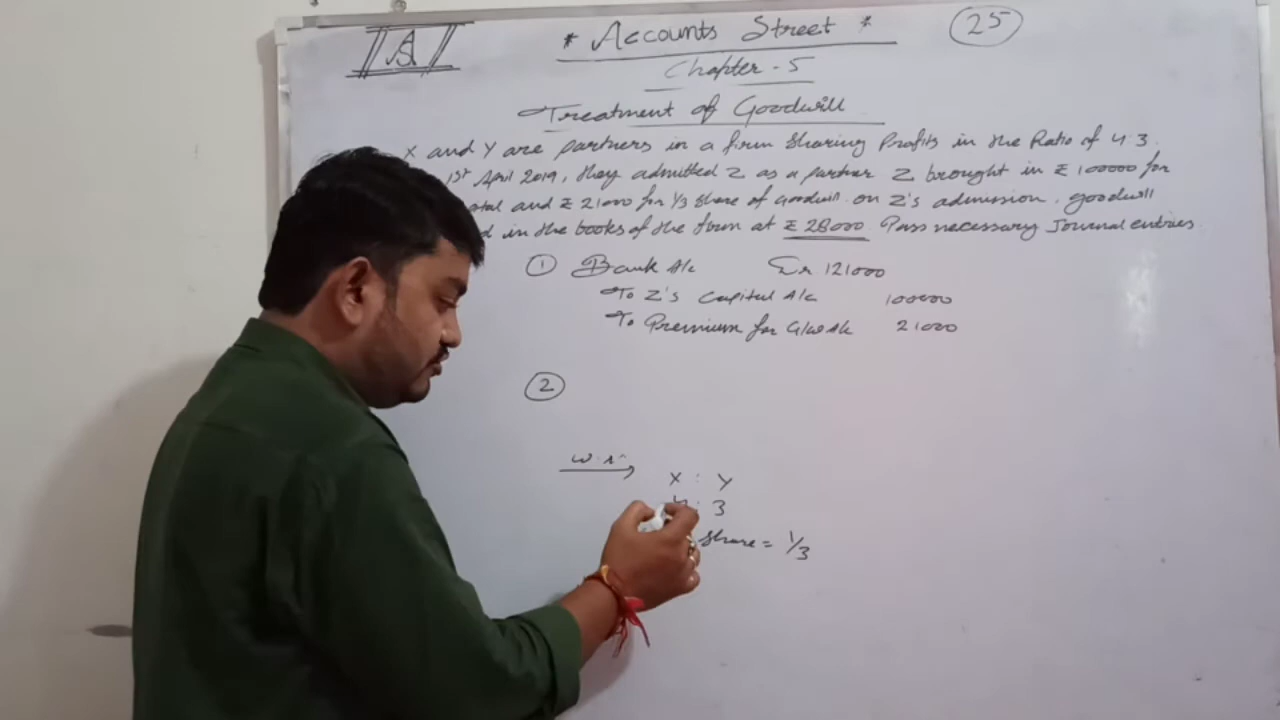 A
* Accounts Street *
25
Chapter - 5
Treatment of Goodwill
X and Y are partners in a firm sharing Profits in the Ratio of 4:3.
1st April 2019, they admitted Z as a partner Z brought in ₹ 100000 for
and ₹ 21000 for 1/3 share of Goodwill. on Z's admission, goodwill
in the books of the firm at ₹ 28000. Pass necessary Journal entries.
① Bank A/c Dr 121000
To Z's Capital A/c 100000
To Premium for G/w A/c 21000
②
X : Y
4 : 3
Share = 1/3